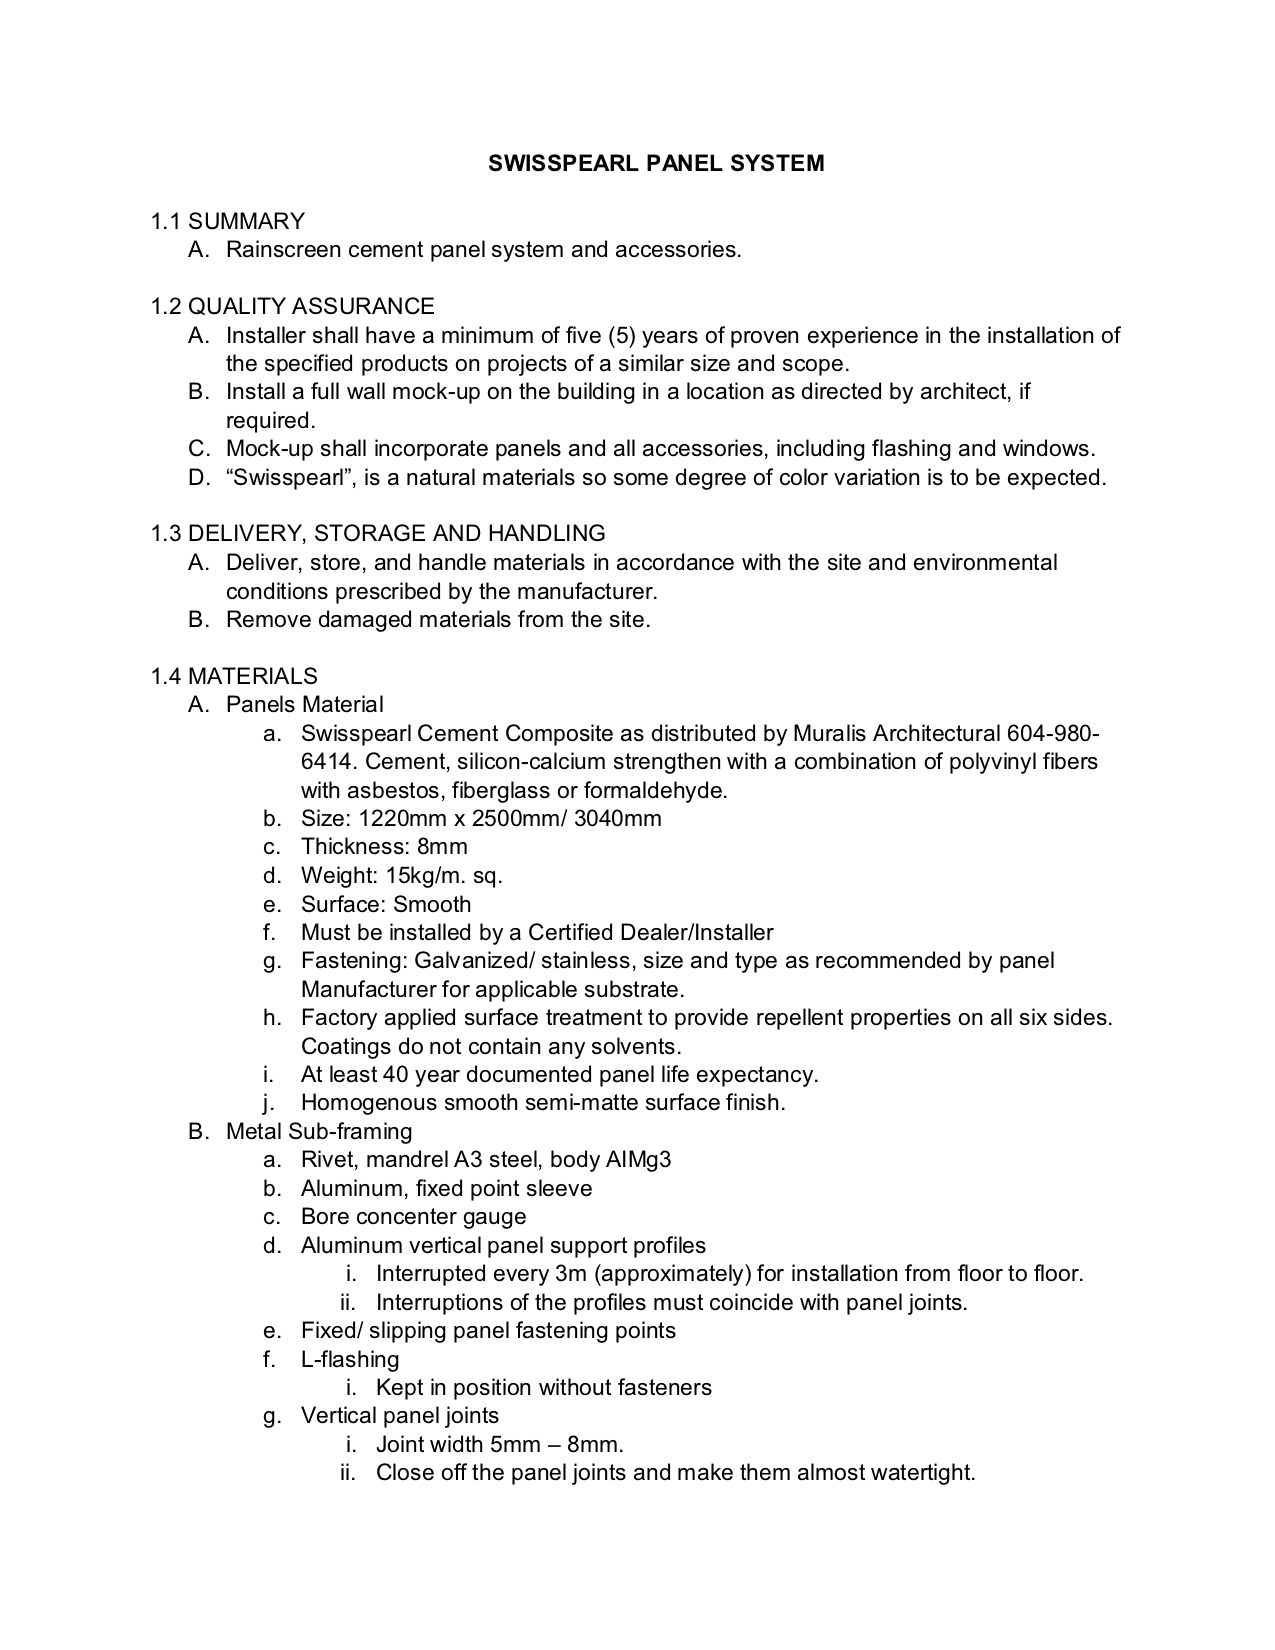 SWISSPEARL PANEL SYSTEM
1.1 SUMMARY
A. Rainscreen cement panel system and accessories.
1.2 QUALITY ASSURANCE
A. Installer shall have a minimum of five (5) years of proven experience in the installation of
the specified products on projects of a similar size and scope.
B. Install a full wall mock-up on the building in a location as directed by architect, if
required.
C. Mock-up shall incorporate panels and all accessories, including flashing and windows.
D. “Swisspearl”, is a natural materials so some degree of color variation is to be expected.
1.3 DELIVERY, STORAGE AND HANDLING
A. Deliver, store, and handle materials in accordance with the site and environmental
conditions prescribed by the manufacturer.
B. Remove damaged materials from the site.
1.4 MATERIALS
A. Panels Material
a. Swisspearl Cement Composite as distributed by Muralis Architectural 604-980-
6414. Cement, silicon-calcium strengthen with a combination of polyvinyl fibers
with asbestos, fiberglass or formaldehyde.
b. Size: 1220mm x 2500mm/ 3040mm
c. Thickness: 8mm
d. Weight: 15kg/m. sq.
e. Surface: Smooth
f. Must be installed by a Certified Dealer/Installer
g. Fastening: Galvanized/ stainless, size and type as recommended by panel
Manufacturer for applicable substrate.
h. Factory applied surface treatment to provide repellent properties on all six sides.
Coatings do not contain any solvents.
i. At least 40 year documented panel life expectancy.
j. Homogenous smooth semi-matte surface finish.
B. Metal Sub-framing
a. Rivet, mandrel A3 steel, body AlMg3
b. Aluminum, fixed point sleeve
c. Bore concenter gauge
d. Aluminum vertical panel support profiles
i. Interrupted every 3m (approximately) for installation from floor to floor.
ii. Interruptions of the profiles must coincide with panel joints.
e. Fixed/ slipping panel fastening points
f. L-flashing
i. Kept in position without fasteners
g. Vertical panel joints
i. Joint width 5mm – 8mm.
ii. Close off the panel joints and make them almost watertight.